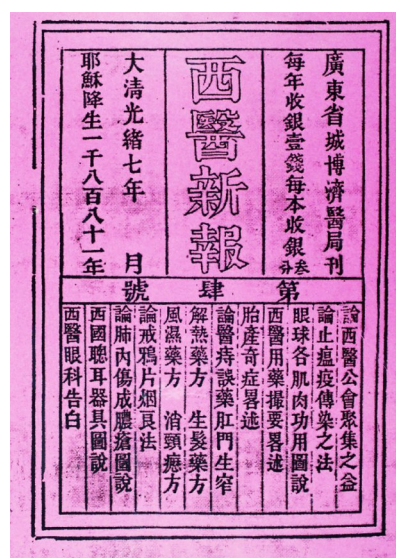 廣東省城博濟醫局刊
每年收銀壹錢每本收銀叁分
西醫新報
大清光緒七年 月
耶穌降生一千八百八十一年
第肆號
論西醫公會聚集之益
論止瘟疫傳染之法
眼球各肌肉功用圖說
西醫用藥撮要畧述
胎產奇症畧述
論醫痔誤藥肛門生窄
解熱藥方 生髮藥方
風濕藥方 消頸癧方
論戒鴉片烟良法
論肺內傷成膿瘡圖說
西國聰耳器具圖說
西醫眼科告白